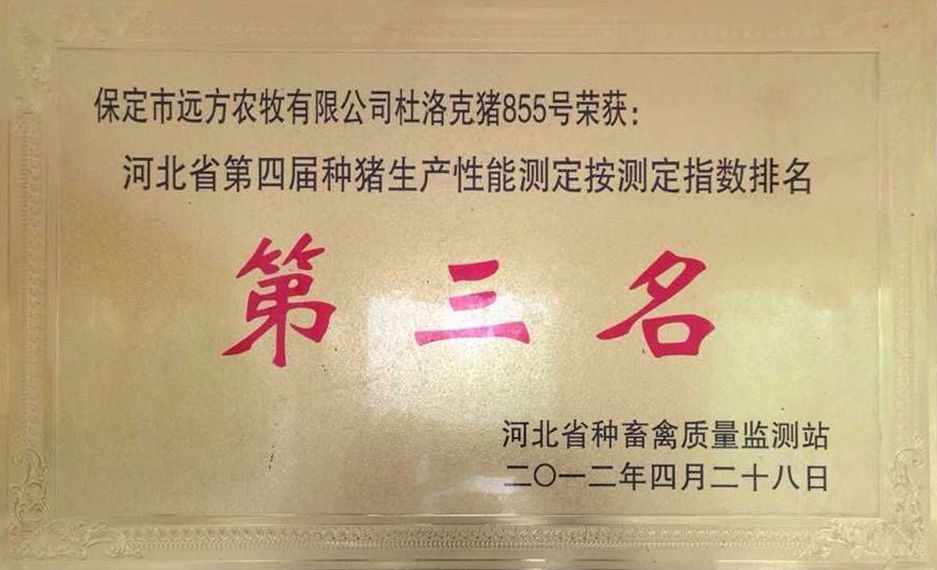 保定市远方农牧有限公司杜洛克猪855号荣获：
河北省第四届种猪生产性能测定按测定指数排名
第三名
河北省种畜禽质量监测站
二〇一二年四月二十八日